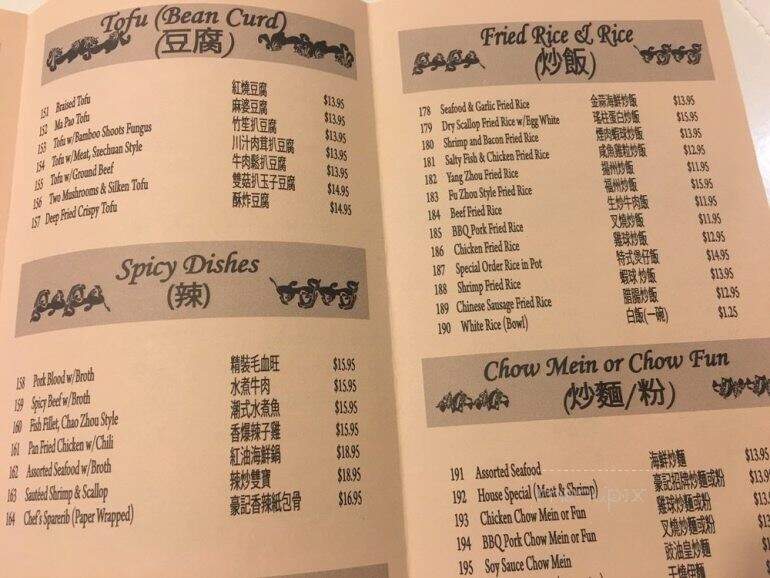 Tofu (Bean Curd)
(豆腐)
151 Braised Tofu 紅燒豆腐 $13.95
152 Ma Pao Tofu 麻婆豆腐 $13.95
153 Tofu w/Bamboo Shoots Fungus 竹笙扒豆腐 $13.95
154 Tofu w/Meat, Szechuan Style 川汁肉茸扒豆腐 $13.95
155 Tofu w/Ground Beef 牛肉鬆扒豆腐 $13.95
156 Two Mushrooms & Silken Tofu 雙菇扒玉子豆腐 $14.95
157 Deep Fried Crispy Tofu 酥炸豆腐 $14.95
Spicy Dishes
(辣)
158 Pork Blood w/Broth 精裝毛血旺 $15.95
159 Spicy Beef w/Broth 水煮牛肉 $15.95
160 Fish Fillet, Chao Zhou Style 潮式水煮魚 $15.95
161 Pan Fried Chicken w/Chili 香爆辣子雞 $15.95
162 Assorted Seafood w/Broth 紅油海鮮鍋 $18.95
163 Sautéed Shrimp & Scallop 辣炒雙寶 $18.95
164 Chef's Sparerib (Paper Wrapped) 豪記香辣紙包骨 $16.95
Fried Rice & Rice
(炒飯)
178 Seafood & Garlic Fried Rice 金蒜海鮮炒飯 $13.95
179 Dry Scallop Fried Rice w/Egg White 瑤柱蛋白炒飯 $15.95
180 Shrimp and Bacon Fried Rice 煙肉蝦球炒飯 $13.95
181 Salty Fish & Chicken Fried Rice 咸魚雞粒炒飯 $12.95
182 Yang Zhou Fried Rice 揚州炒飯 $11.95
183 Fu Zhou Style Fried Rice 福州炒飯 $15.95
184 Beef Fried Rice 生炒牛肉飯 $11.95
185 BBQ Pork Fried Rice 叉燒炒飯 $11.95
186 Chicken Fried Rice 雞球炒飯 $12.95
187 Special Order Rice in Pot 特式煲仔飯 $14.95
188 Shrimp Fried Rice 蝦球炒飯 $13.95
189 Chinese Sausage Fried Rice 腊腸炒飯 $12.95
190 White Rice (Bowl) 白飯(一碗) $1.25
Chow Mein or Chow Fun
(炒麵/粉)
191 Assorted Seafood 海鮮炒麵 $13.95
192 House Special (Meat & Shrimp) 豪記招牌炒麵或粉
193 Chicken Chow Mein or Fun 雞球炒麵或粉
194 BBQ Pork Chow Mein or Fun 叉燒炒麵或粉
195 Soy Sauce Chow Mein 豉油皇炒麵